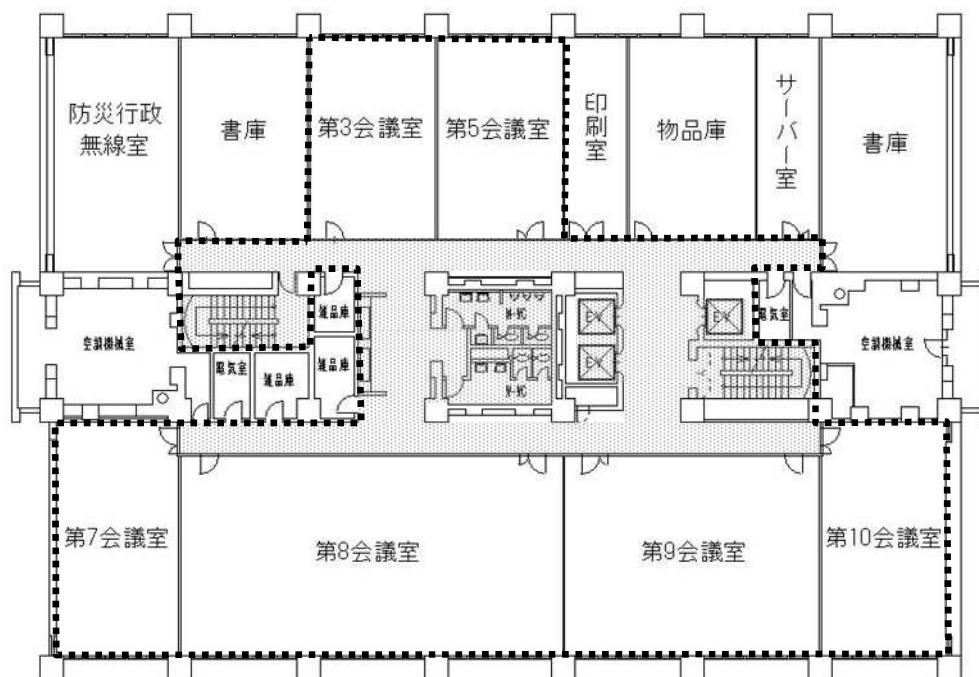 防災行政
無線室
書庫
第3会議室
第5会議室
印刷室
物品庫
サーバー室
書庫
空調機械室
雑品庫
電気室
雑品庫
雑品庫
EV
EV
EV
電気室
空調機械室
第7会議室
第8会議室
第9会議室
第10会議室